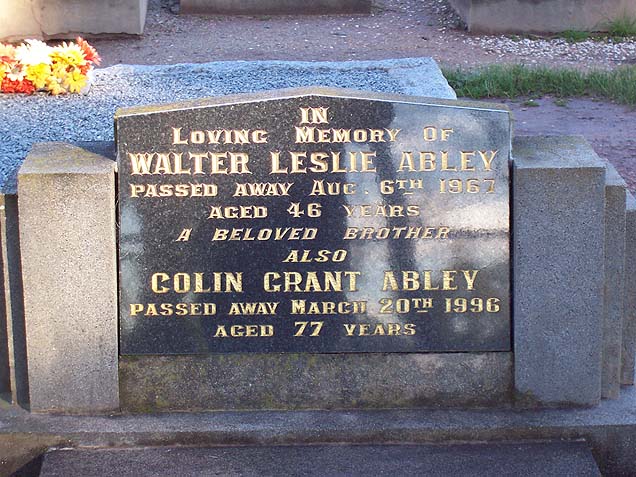 IN
LOVING MEMORY OF
WALTER LESLIE ABLEY
PASSED AWAY AUG. 6TH 1967
AGED 46 YEARS
A BELOVED BROTHER
ALSO
COLIN GRANT ABLEY
PASSED AWAY MARCH 20TH 1996
AGED 77 YEARS